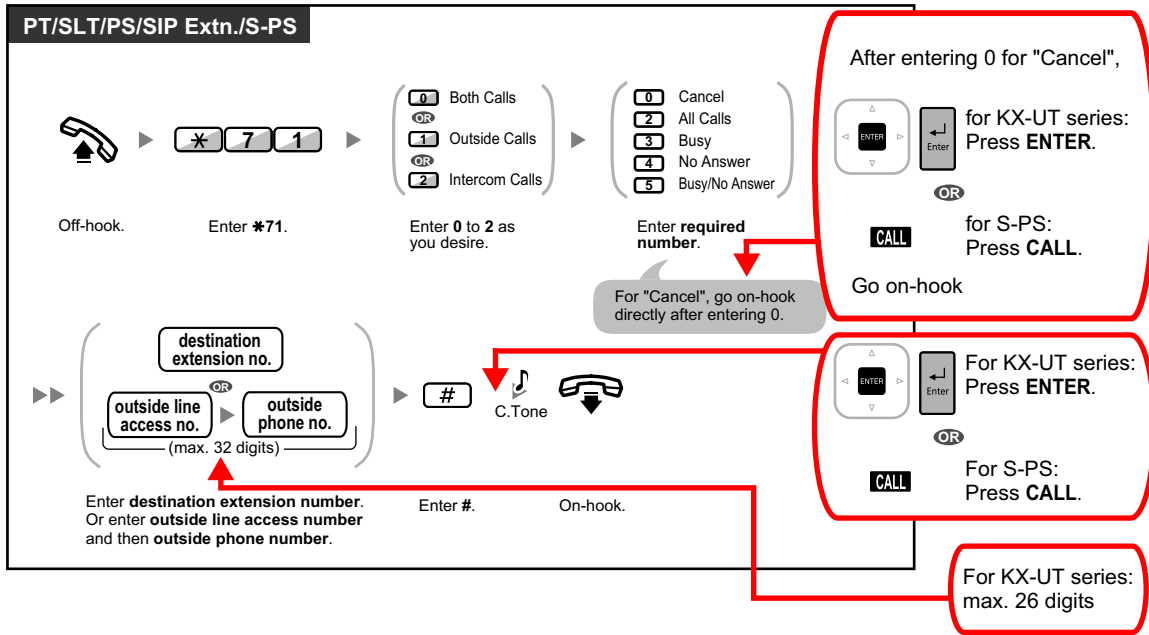 PT/SLT/PS/SIP Extn./S-PS
7 1
0 Both Calls
OR
1 Outside Calls
OR
2 Intercom Calls
0 Cancel
2 All Calls
3 Busy
4 No Answer
5 Busy/No Answer
Off-hook.
Enter *71.
Enter 0 to 2 as
you desire.
Enter required
number.
For "Cancel", go on-hook
directly after entering 0.
After entering 0 for "Cancel",
ENTER
Enter
for KX-UT series:
Press ENTER.
OR
CALL
for S-PS:
Press CALL.
Go on-hook
destination
extension no.
OR
outside line
access no.
outside
phone no.
(max. 32 digits)
#
C.Tone
Enter destination extension number.
Or enter outside line access number
and then outside phone number.
Enter #.
On-hook.
ENTER
Enter
For KX-UT series:
Press ENTER.
OR
CALL
For S-PS:
Press CALL.
For KX-UT series:
max. 26 digits